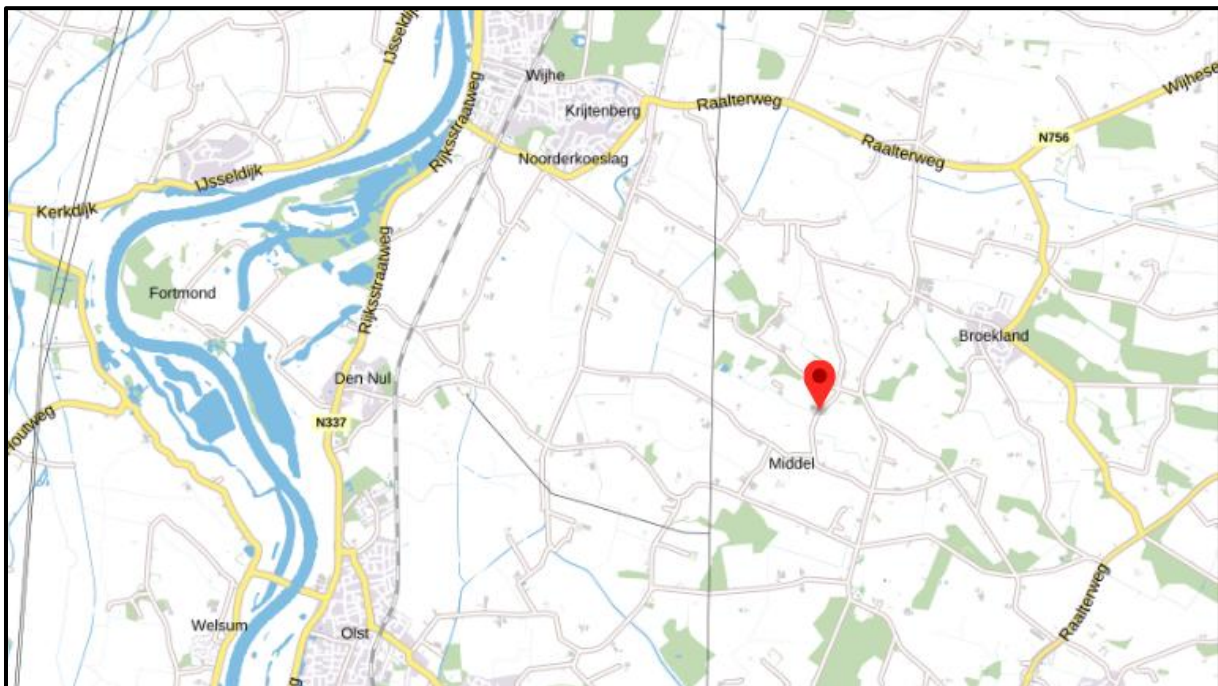 IJsseldijk
Wijhe
Krijtenberg
Raalterweg
Wijhese
N756
Rijksstraatweg
Noorderkoeslag
Raalterweg
IJsseldijk
Kerkdijk
Fortmond
Rijksstraatweg
Broekland
Den Nul
N337
Houtweg
Middel
Raalterweg
Welsum
Olst
g